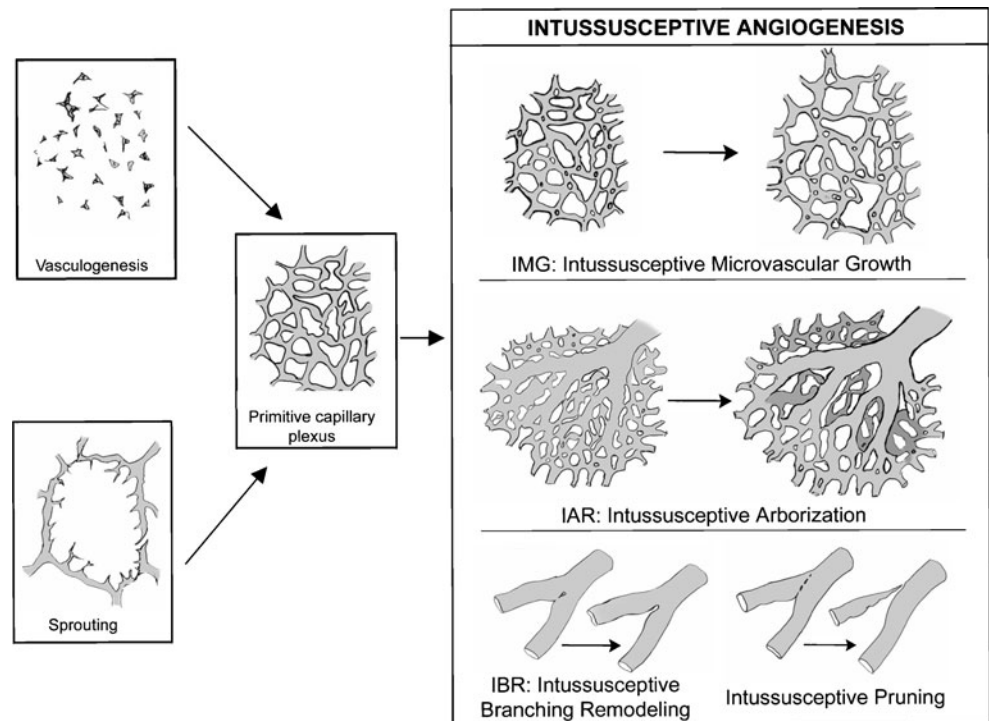 INTUSSUSCEPTIVE ANGIOGENESIS
Vasculogenesis
Primitive capillary
plexus
Sprouting
IMG: Intussusceptive Microvascular Growth
IAR: Intussusceptive Arborization
IBR: Intussusceptive
Branching Remodeling
Intussusceptive Pruning